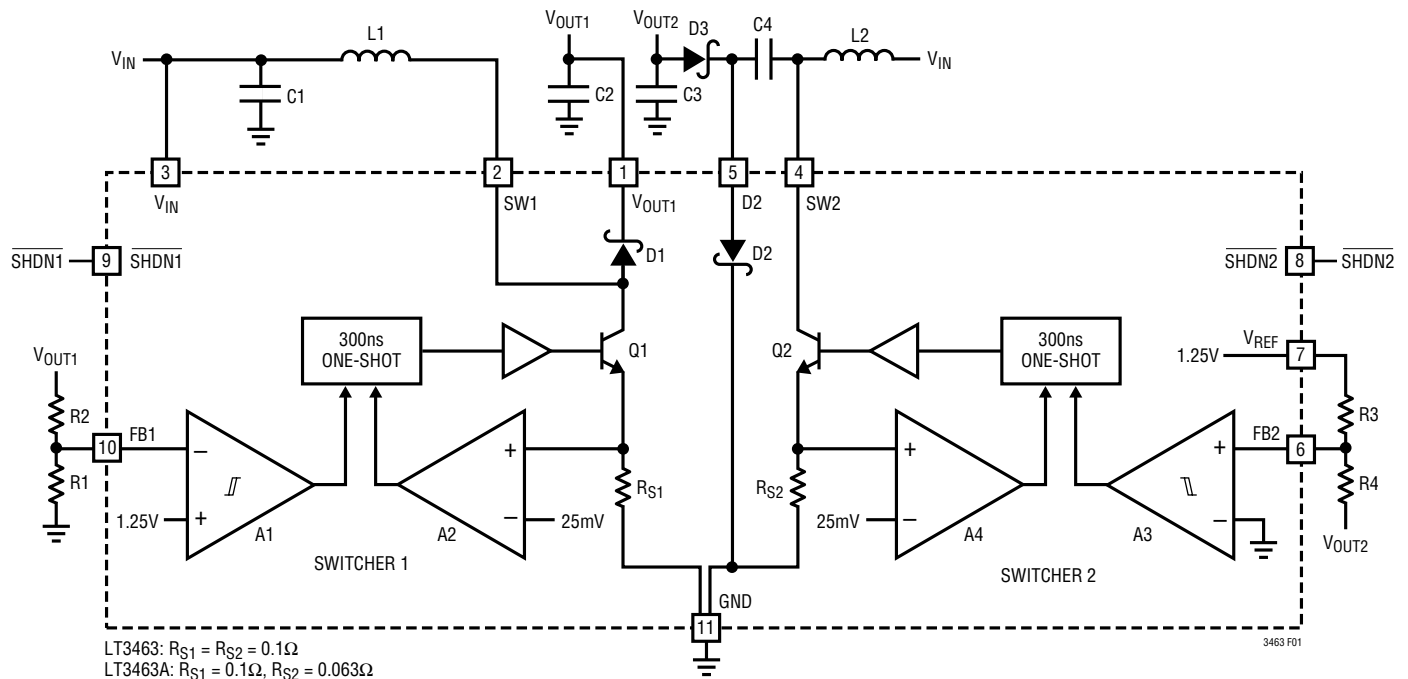 VOUT1
VOUT2
D3
C4
L1
L2
VIN
VIN
C1
C2
C3
3
2
1
5
4
VIN
SW1
VOUT1
D2
SW2
SHDN1
9
SHDN1
D1
D2
SHDN2
8
SHDN2
300ns
ONE-SHOT
Q1
Q2
300ns
ONE-SHOT
VREF
7
1.25V
VOUT1
R2
R3
10
FB1
FB2
6
R1
R4
–
+
1.25V
A1
+
–
25mV
A2
RS1
RS2
+
–
25mV
A4
+
–
A3
VOUT2
SWITCHER 1
SWITCHER 2
GND
11
LT3463: RS1 = RS2 = 0.1Ω
LT3463A: RS1 = 0.1Ω, RS2 = 0.063Ω
3463 F01